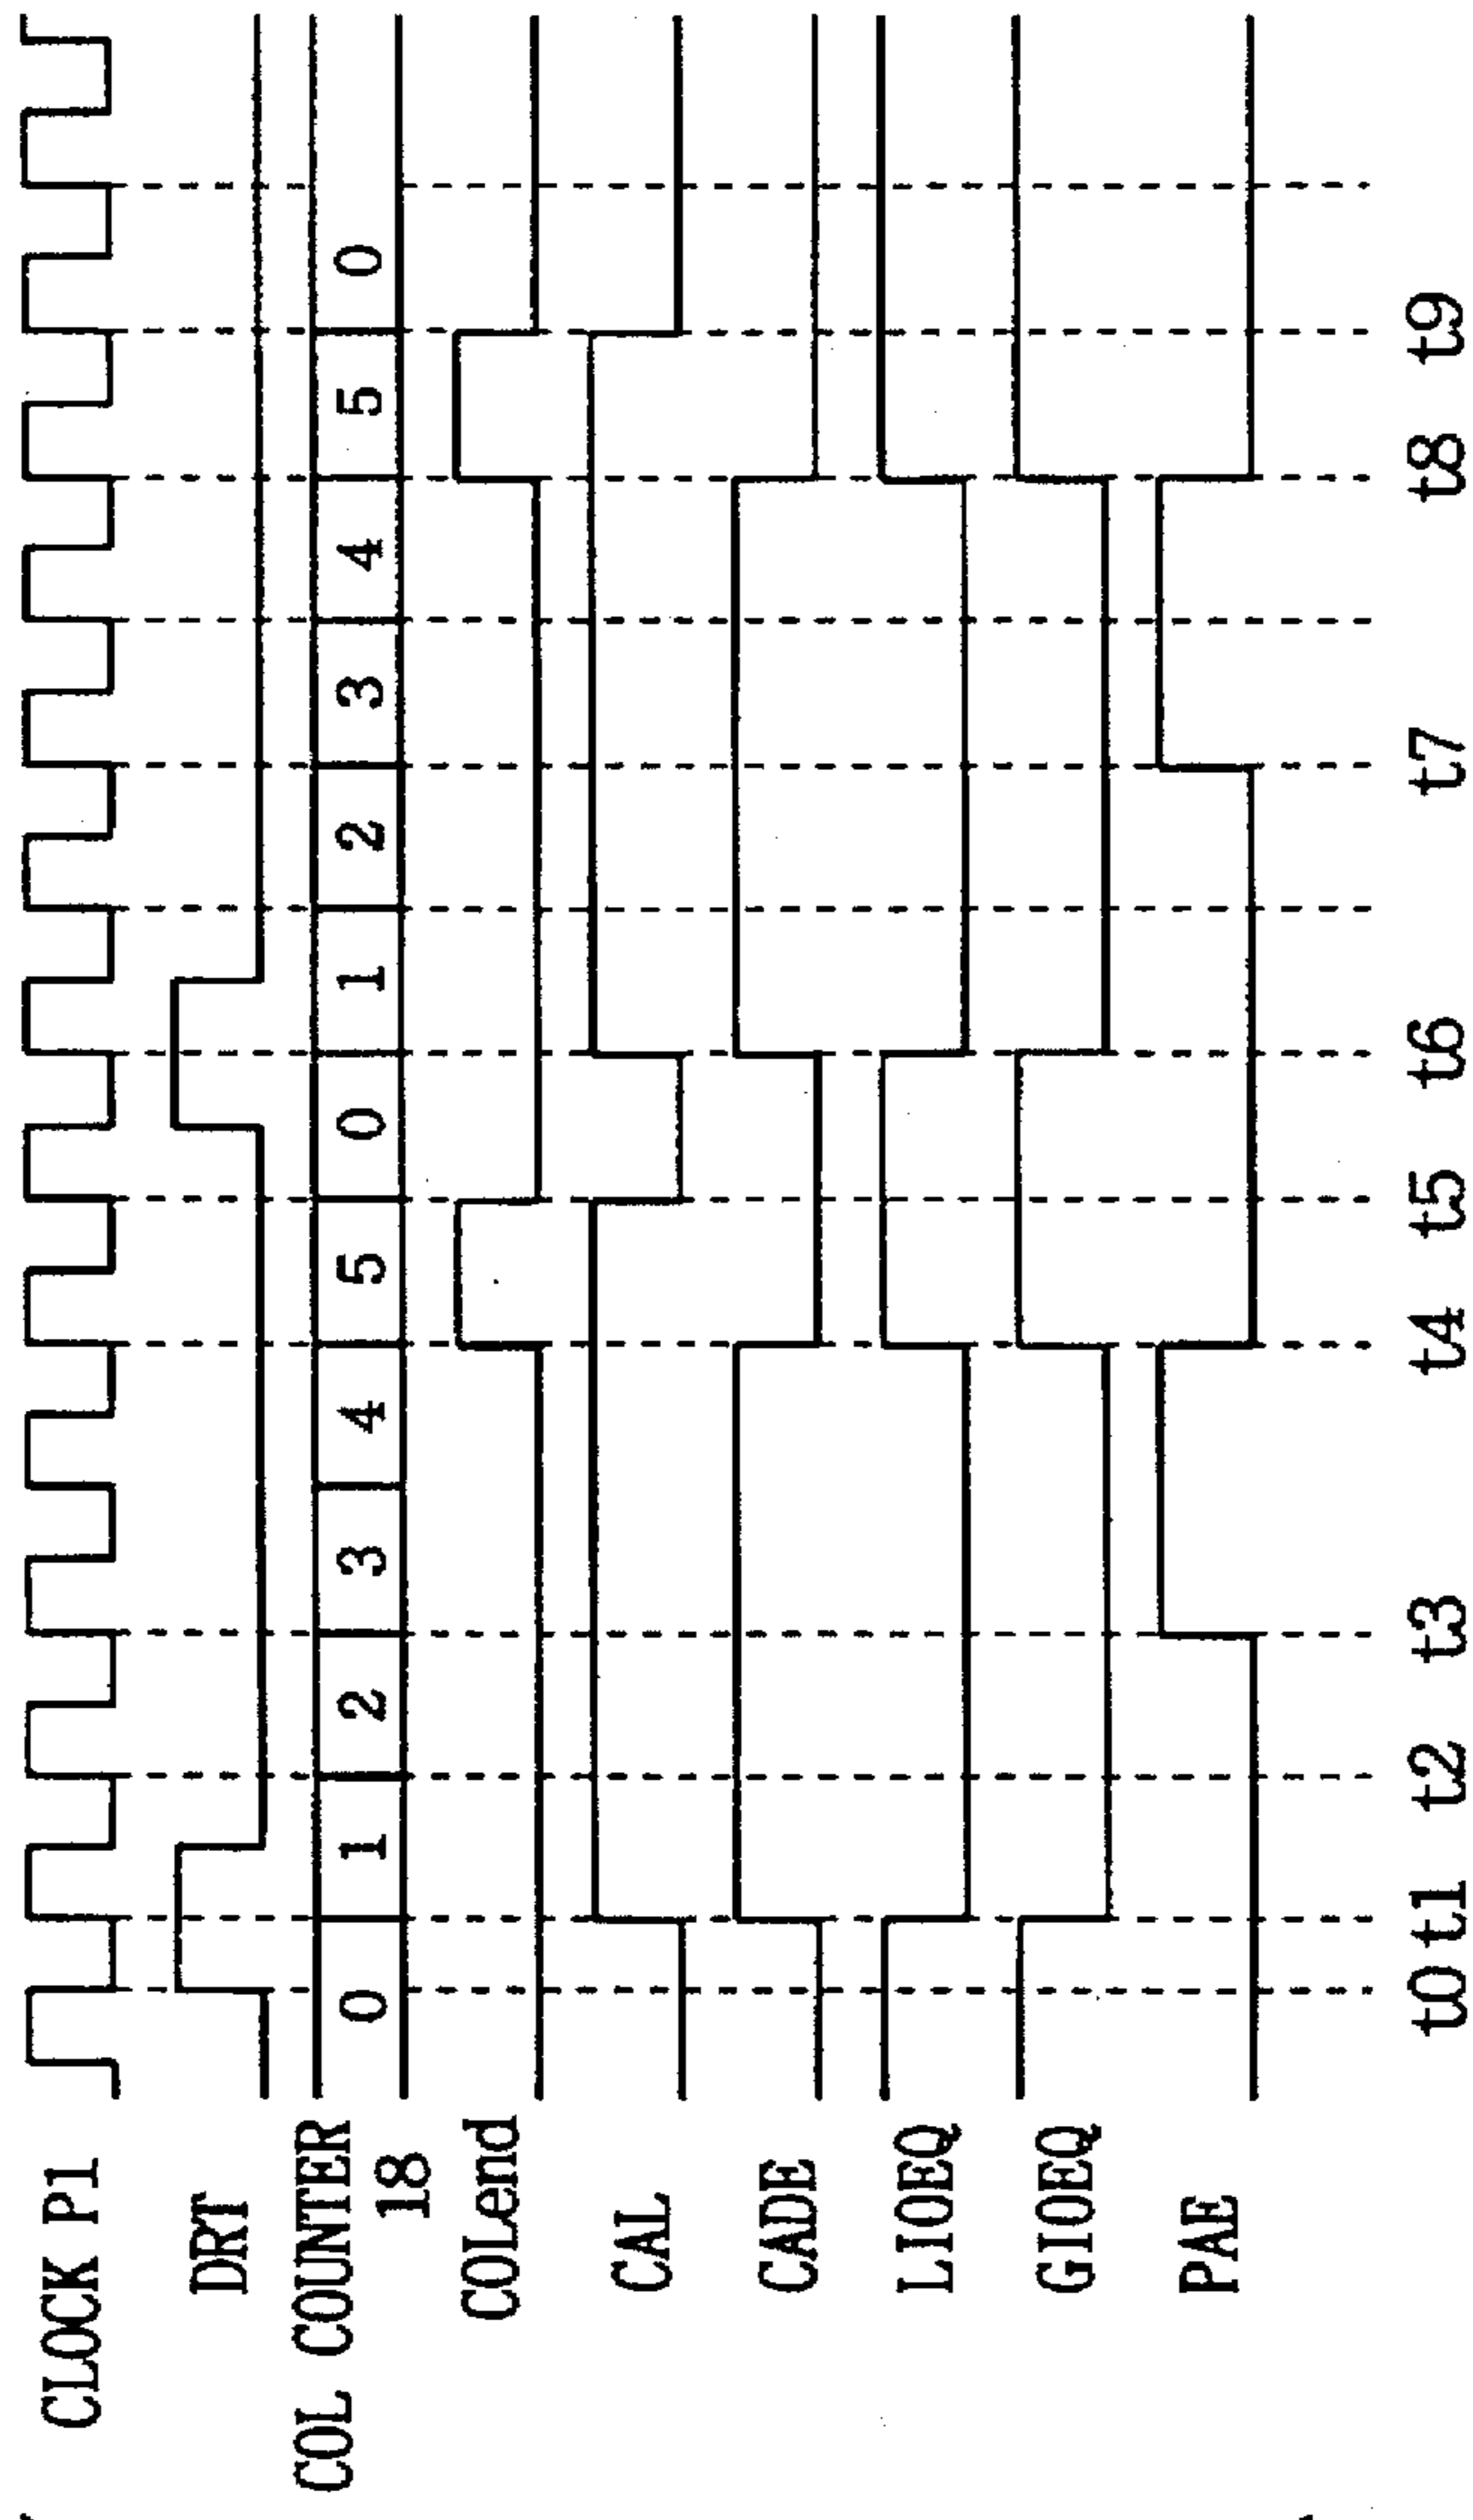 CLOCK P1
DRT
COL COUNTER
18
0 1 2 3 4 5 0 1 2 3 4 5 0
COLend
CAL
CADE
LIOEQ
GIOEQ
PAE
t0 t1 t2 t3 t4 t5 t6 t7 t8 t9